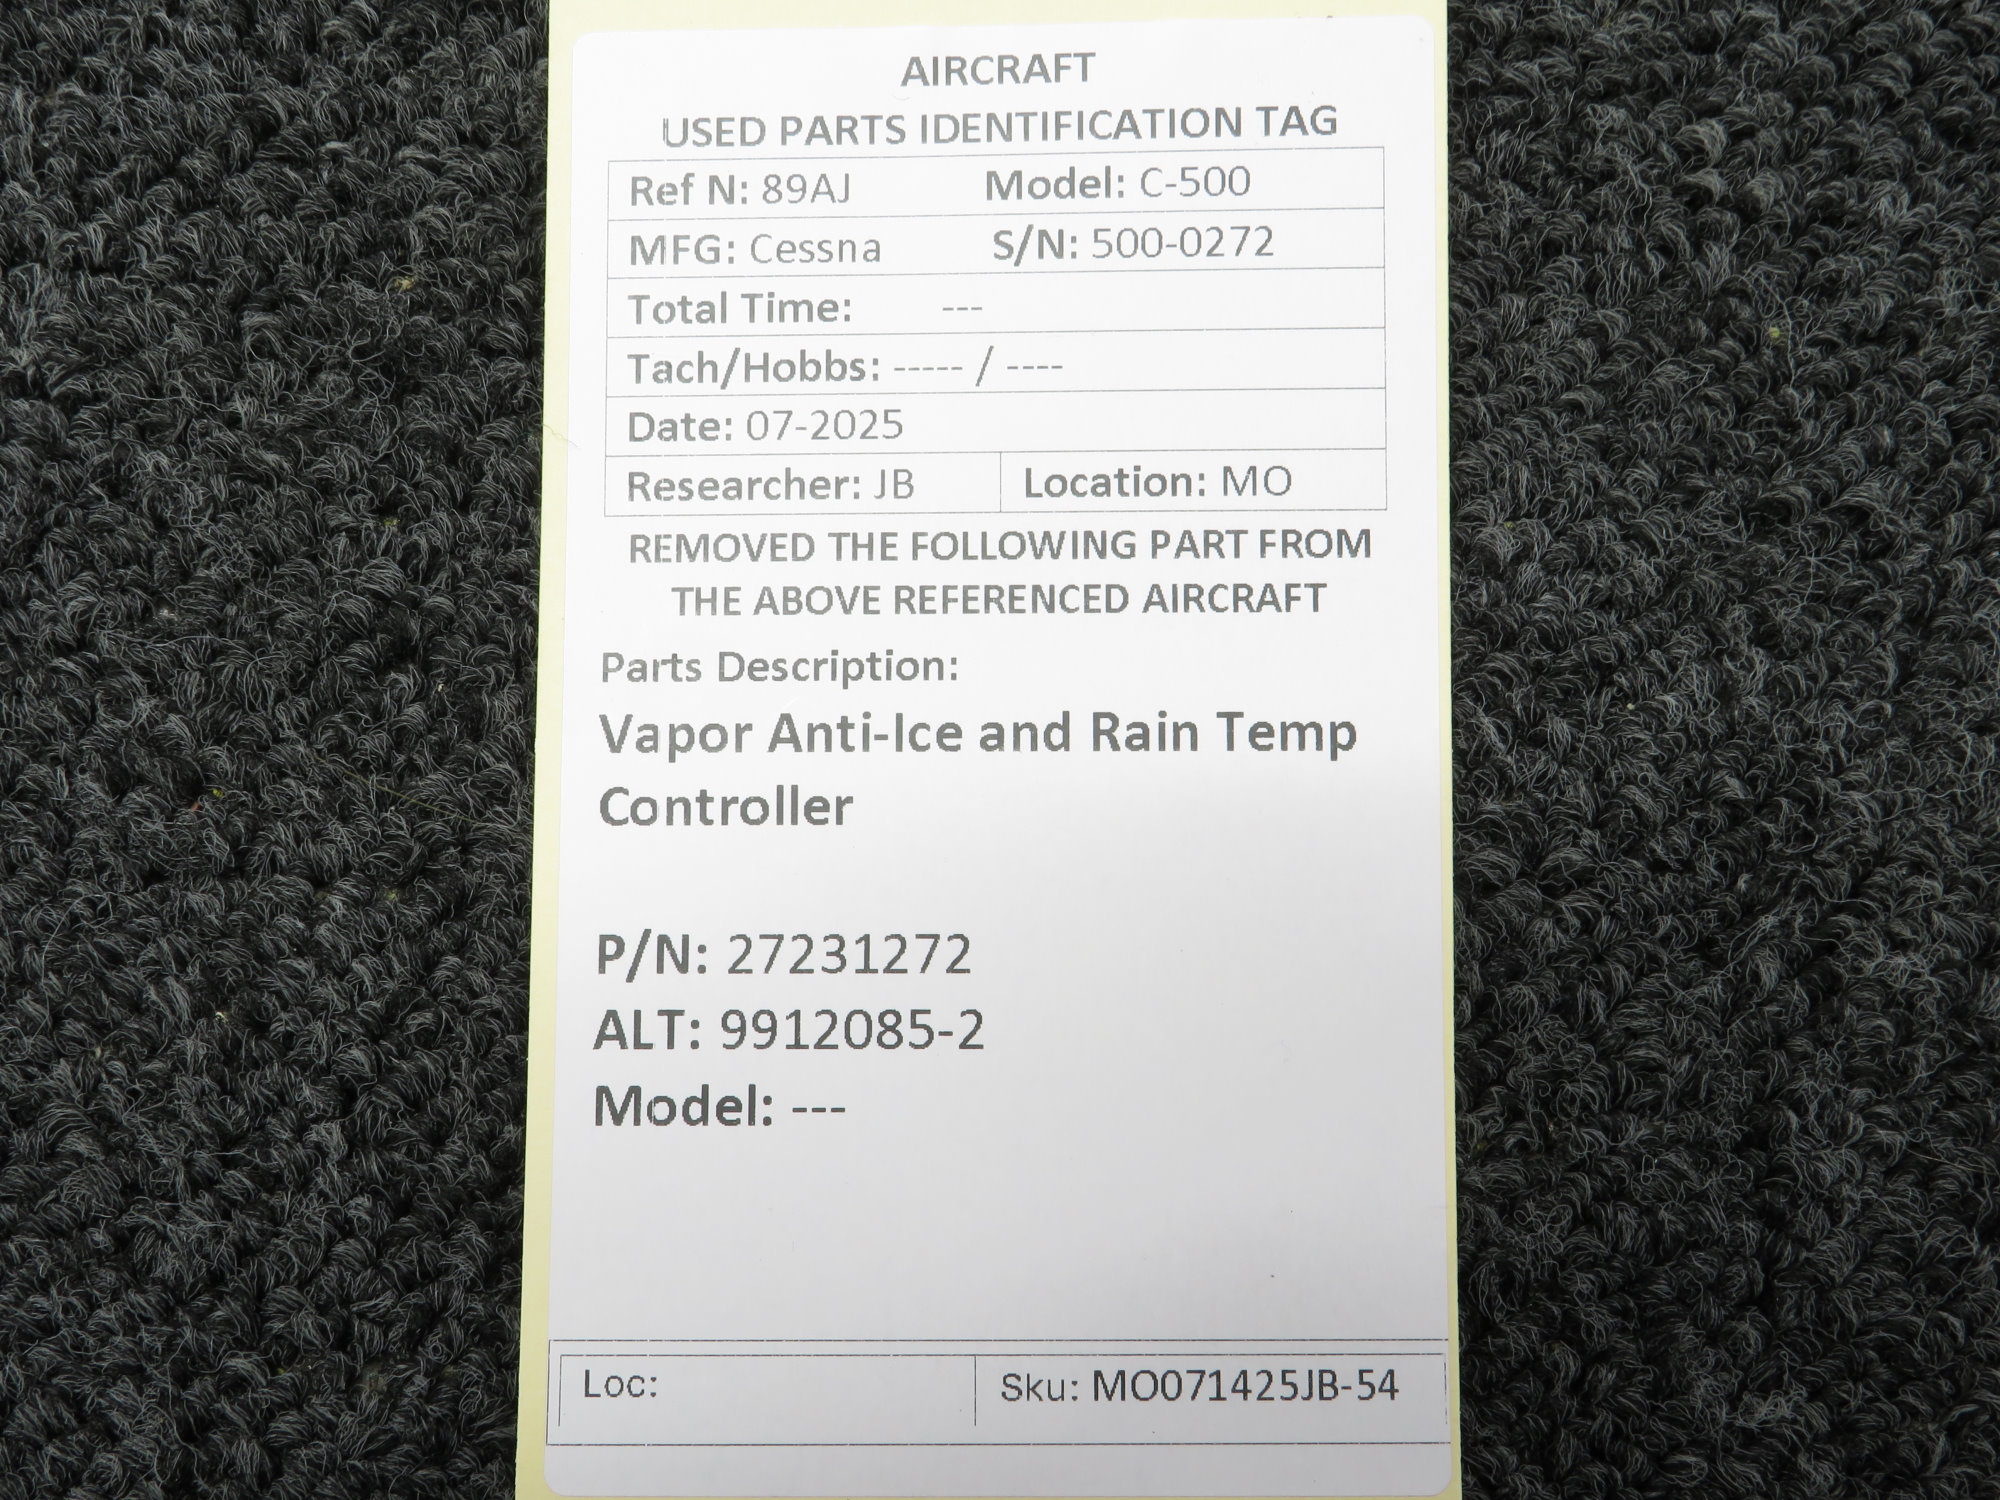 AIRCRAFT
USED PARTS IDENTIFICATION TAG
Ref N: 89AJ Model: C-500
MFG: Cessna S/N: 500-0272
Total Time: ---
Tach/Hobbs: ----- / ----
Date: 07-2025
Researcher: JB Location: MO
REMOVED THE FOLLOWING PART FROM
THE ABOVE REFERENCED AIRCRAFT
Parts Description:
Vapor Anti-Ice and Rain Temp
Controller
P/N: 27231272
ALT: 9912085-2
Model: ---
Loc: Sku: MO071425JB-54